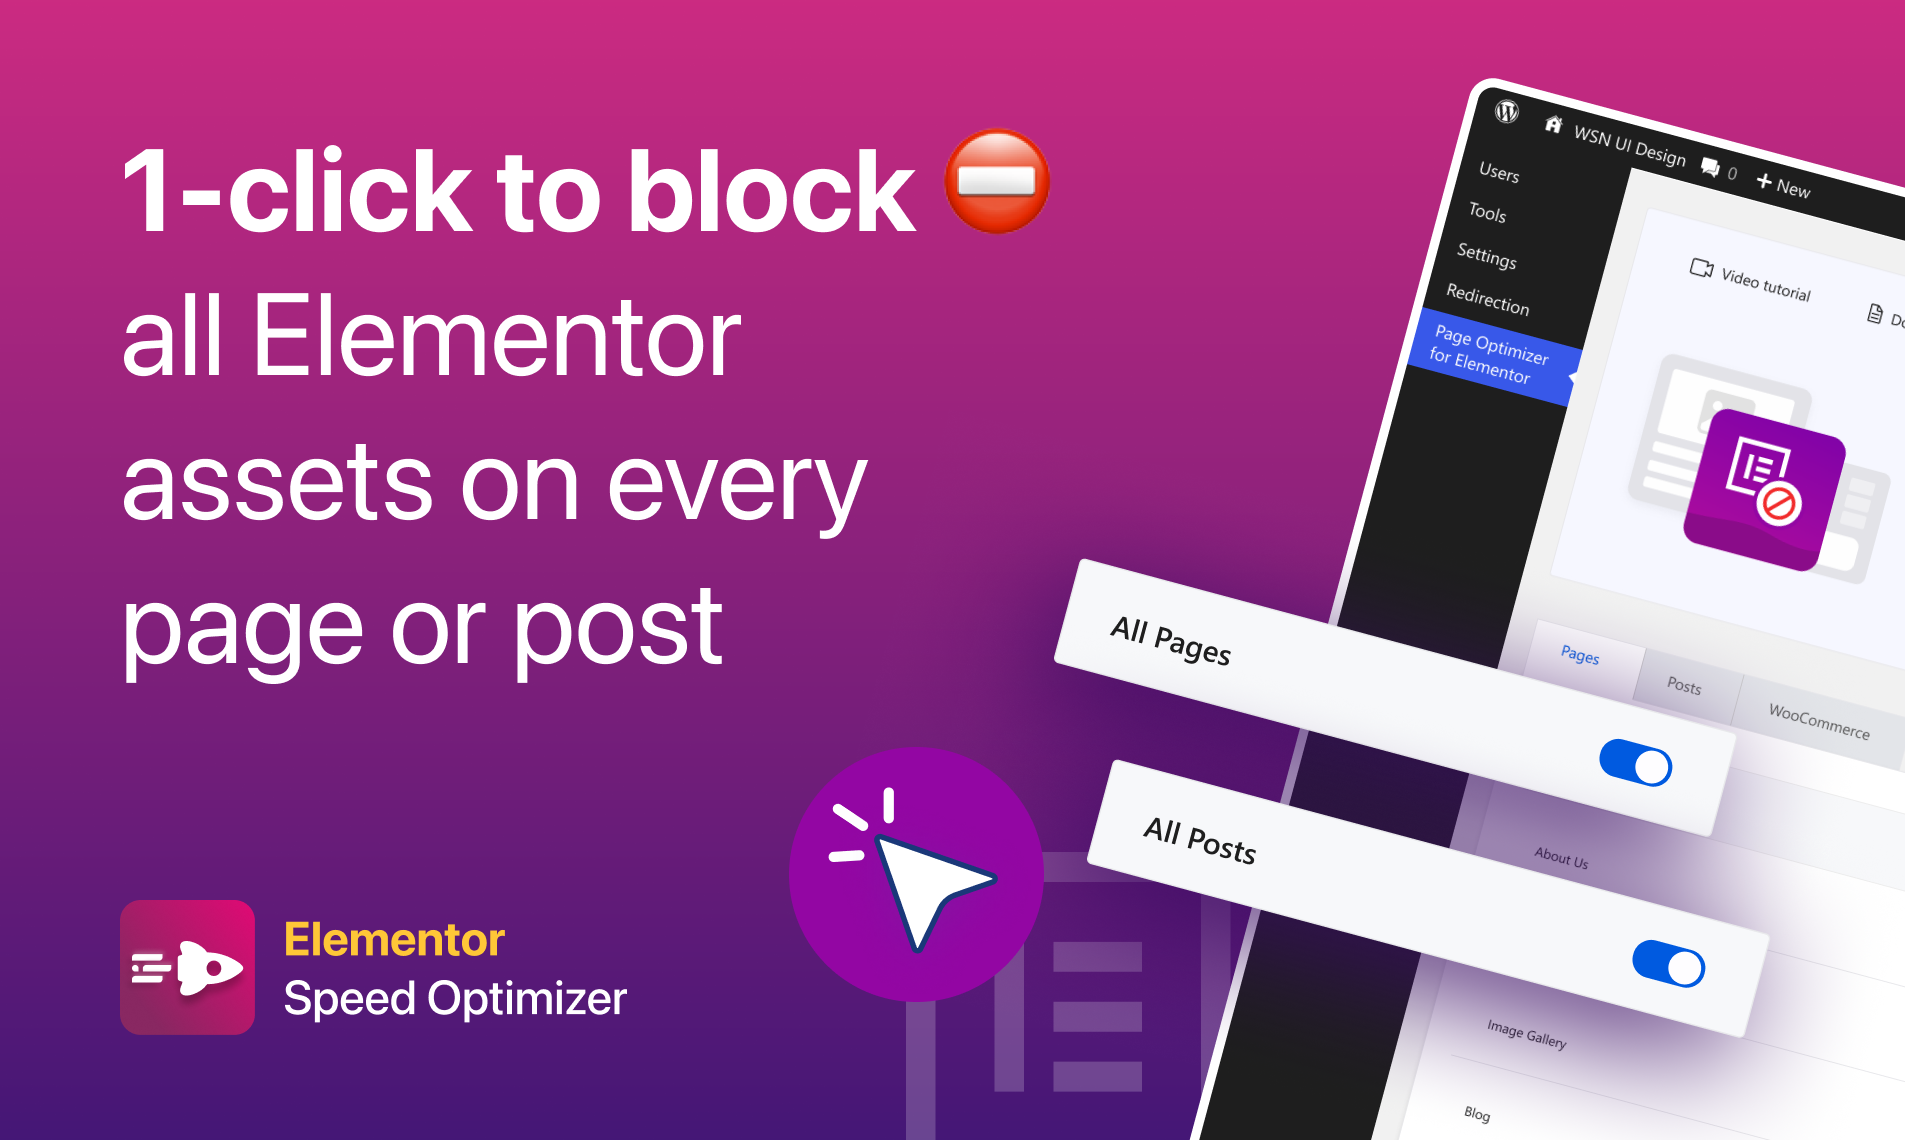 1-click to block
all Elementor
assets on every
page or post
Elementor
Speed Optimizer
WSN UI Design
0
New
Users
Tools
Settings
Redirection
Page Optimizer
for Elementor
Video tutorial
All Pages
Pages
Posts
WooCommerce
All Posts
About Us
Image Gallery
Blog